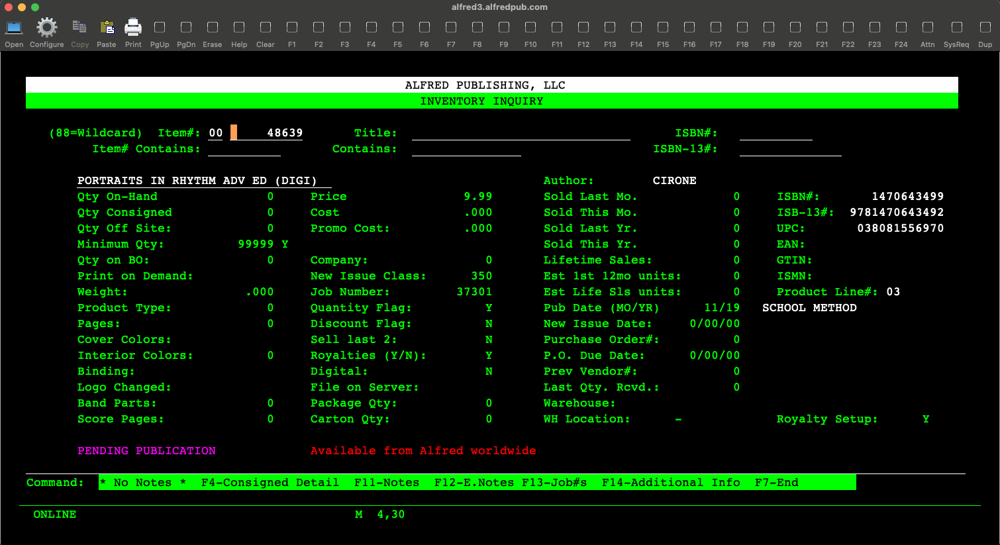 alfred3.alfredpub.com
Open Configure Copy Paste Print PgUp PgDn Erase Help Clear F1 F2 F3 F4 F5 F6 F7 F8 F9 F10 F11 F12 F13 F14 F15 F16 F17 F18 F19 F20 F21 F22 F23 F24 Attn SysReq Dup
ALFRED PUBLISHING, LLC
INVENTORY INQUIRY
(88=Wildcard) Item#: 00 48639 Title: ISBN#:
Item# Contains: Contains: ISBN-13#:
PORTRAITS IN RHYTHM ADV ED (DIGI) Author: CIRONE
Qty On-Hand 0 Price 9.99 Sold Last Mo. 0 ISBN#: 1470643499
Qty Consigned 0 Cost .000 Sold This Mo. 0 ISB-13#: 9781470643492
Qty Off Site: 0 Promo Cost: .000 Sold Last Yr. 0 UPC: 038081556970
Minimum Qty: 99999 Y Sold This Yr. 0 EAN:
Qty on BO: 0 Company: 0 Lifetime Sales: 0 GTIN:
Print on Demand: New Issue Class: 350 Est 1st 12mo units: 0 ISMN:
Weight: .000 Job Number: 37301 Est Life Sls units: 0 Product Line#: 03
Product Type: 0 Quantity Flag: Y Pub Date (MO/YR) 11/19 SCHOOL METHOD
Pages: 0 Discount Flag: N New Issue Date: 0/00/00
Cover Colors: Sell last 2: N Purchase Order#: 0
Interior Colors: 0 Royalties (Y/N): Y P.O. Due Date: 0/00/00
Binding: Digital: N Prev Vendor#: 0
Logo Changed: File on Server: Last Qty. Rcvd.: 0
Band Parts: 0 Package Qty: 0 Warehouse:
Score Pages: 0 Carton Qty: 0 WH Location: - Royalty Setup: Y
PENDING PUBLICATION Available from Alfred worldwide
Command: * No Notes * F4-Consigned Detail F11-Notes F12-E.Notes F13-Job#s F14-Additional Info F7-End
ONLINE M 4,30